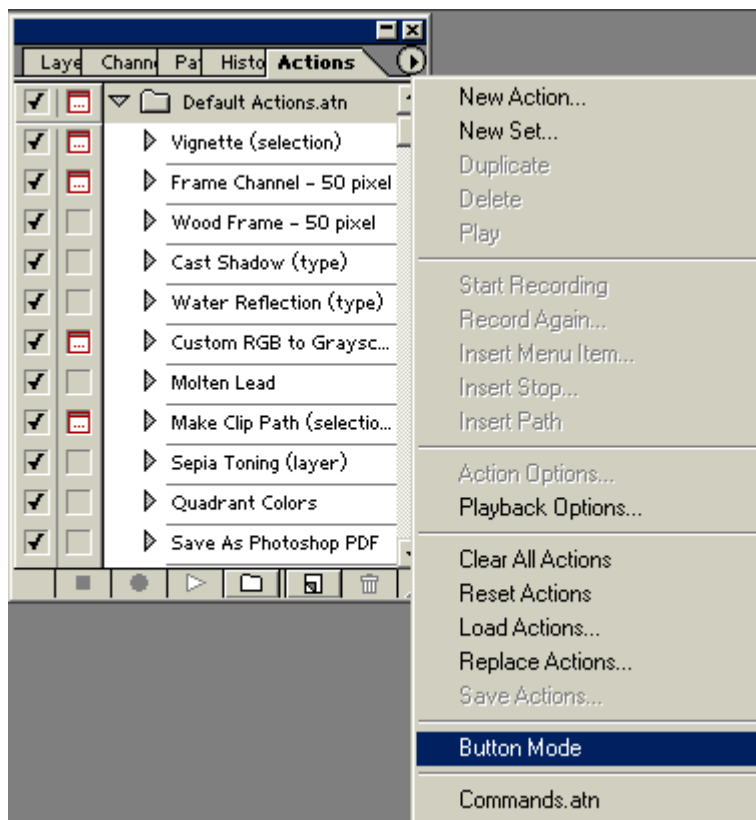 Laye Chann Pa Histo Actions
Default Actions.atn
Vignette (selection)
Frame Channel - 50 pixel
Wood Frame - 50 pixel
Cast Shadow (type)
Water Reflection (type)
Custom RGB to Graysc...
Molten Lead
Make Clip Path (selectio...
Sepia Toning (layer)
Quadrant Colors
Save As Photoshop PDF
New Action...
New Set...
Duplicate
Delete
Play
Start Recording
Record Again...
Insert Menu Item...
Insert Stop...
Insert Path
Action Options...
Playback Options...
Clear All Actions
Reset Actions
Load Actions...
Replace Actions...
Save Actions...
Button Mode
Commands.atn